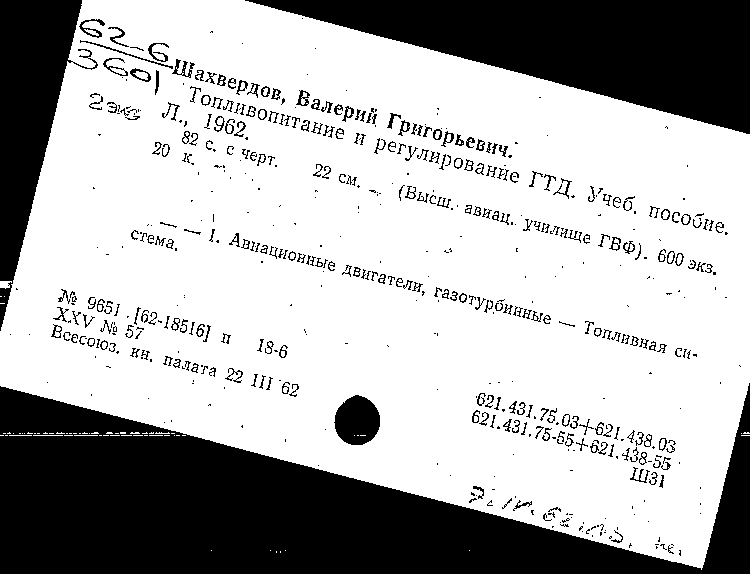 62-6
3601
Шахвердов, Валерий Григорьевич.
Топливопитание и регулирование ГТД. Учеб. пособие.
2 экз Л., 1962.
82 с. с черт. 22 см. — (Высш. авиац. училище ГВФ). 600 экз.
20 к.
— — 1. Авиационные двигатели, газотурбинные — Топливная си-
стема.
№ 9651 [62-18516] п 18-6
XXV № 57
Всесоюз. кн. палата 22 III 62
621.431.75.03+621.438.03
621.431.75-55+621.438-55
Ш31